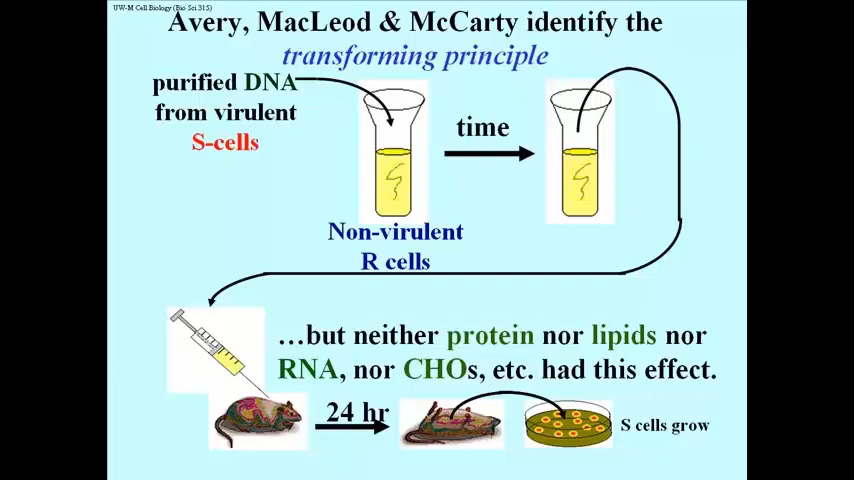 UW-M Cell Biology (Bio Sci 315)
Avery, MacLeod & McCarty identify the
transforming principle
purified DNA
from virulent
S-cells
time
Non-virulent
R cells
…but neither protein nor lipids nor
RNA, nor CHOs, etc. had this effect.
24 hr
S cells grow